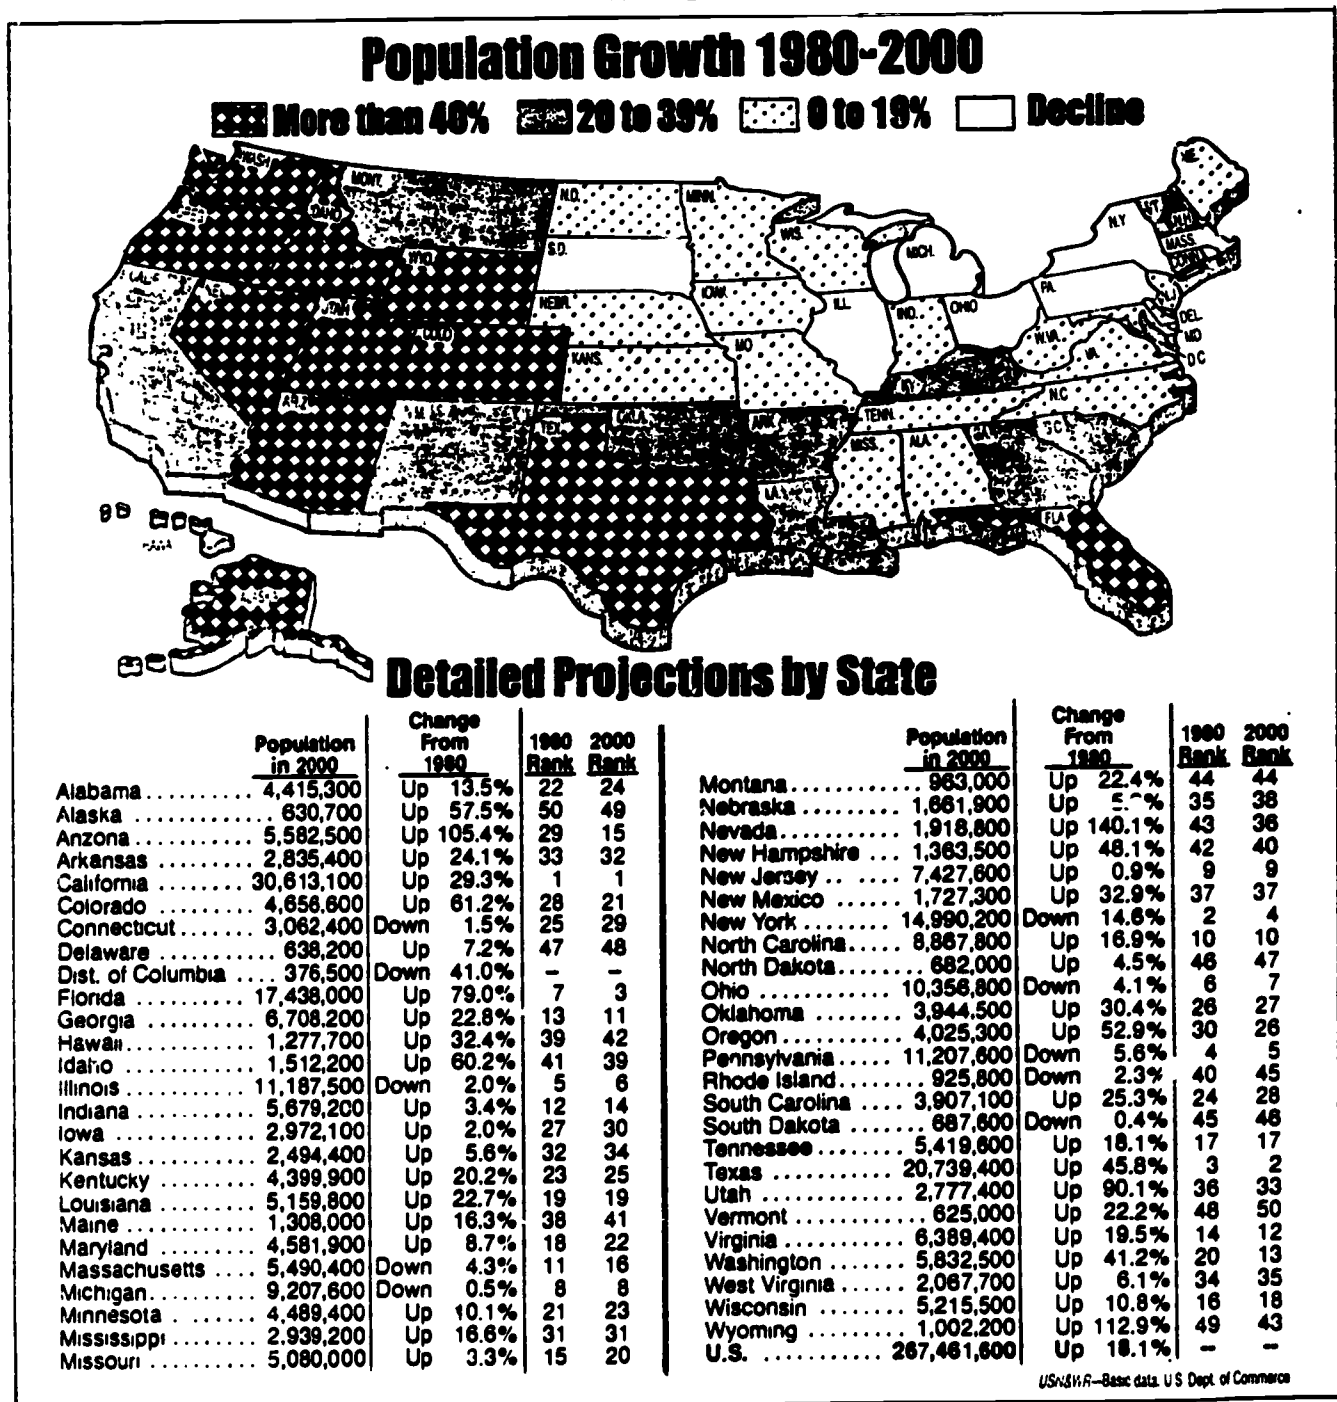 Population Growth 1980-2000
More than 40% 20 to 39% 0 to 19% Decline
WASH
MONT.
IDAHO
WYO.
N.D.
S.D.
NEBR.
KANS.
MINN.
IOWA
MO
WIS.
ILL
MICH.
IND.
OHIO
KY
TENN.
MISS.
ALA.
GA
FLA
S.C
N.C
VA.
W.VA.
PA.
N.Y
V.T.
N.H
ME.
MASS.
CONN.
N.J.
DEL
MD
D C
CALIF.
NEV.
UTAH
COLO
ARIZ
TEX.
OKLA.
ARK.
LA.
Detailed Projections by State
Population in 2000 Change From 1980 1980 Rank 2000 Rank
Alabama .......... 4,415,300 Up 13.5% 22 24
Alaska ............. 630,700 Up 57.5% 50 49
Anzona ........... 5,582,500 Up 105.4% 29 15
Arkansas ........ 2,835,400 Up 24.1% 33 32
California ........ 30,613,100 Up 29.3% 1 1
Colorado ........ 4,656,600 Up 61.2% 28 21
Connecticut ....... 3,062,400 Down 1.5% 25 29
Delaware .......... 638,200 Up 7.2% 47 48
Dist. of Columbia .... 376,500 Down 41.0% – –
Florida .......... 17,438,000 Up 79.0% 7 3
Georgia ......... 6,708,200 Up 22.8% 13 11
Hawaii ........... 1,277,700 Up 32.4% 39 42
Idaho ........... 1,512,200 Up 60.2% 41 39
Illinois .......... 11,187,500 Down 2.0% 5 6
Indiana .......... 5,679,200 Up 3.4% 12 14
Iowa ............ 2,972,100 Up 2.0% 27 30
Kansas .......... 2,494,400 Up 5.6% 32 34
Kentucky ........ 4,399,900 Up 20.2% 23 25
Louisiana ........ 5,159,800 Up 22.7% 19 19
Maine ........... 1,308,000 Up 16.3% 38 41
Maryland ........ 4,581,900 Up 8.7% 18 22
Massachusetts .... 5,490,400 Down 4.3% 11 16
Michigan ......... 9,207,600 Down 0.5% 8 8
Minnesota ....... 4,489,400 Up 10.1% 21 23
Mississippi ........ 2,939,200 Up 16.6% 31 31
Missouri ......... 5,080,000 Up 3.3% 15 20
Population in 2000 Change From 1980 1980 Rank 2000 Rank
Montana ............ 963,000 Up 22.4% 44 44
Nebraska .......... 1,661,900 Up 35 38
Nevada ........... 1,918,800 Up 140.1% 43 36
New Hampshire ... 1,363,500 Up 48.1% 42 40
New Jersey .. ..... 7,427,600 Up 0.9% 9 9
New Mexico ...... 1,727,300 Up 32.9% 37 37
New York ........ 14,990,200 Down 14.6% 2 4
North Carolina ..... 8,867,800 Up 16.9% 10 10
North Dakota ....... 682,000 Up 4.5% 46 47
Ohio ............ 10,356,800 Down 4.1% 6 7
Oklahoma ........ 3,944,500 Up 30.4% 26 27
Oregon ........... 4,025,300 Up 52.9% 30 26
Pennsylvania ..... 11,207,600 Down 5.6% 4 5
Rhode Island ........ 925,800 Down 2.3% 40 45
South Carolina .... 3,907,100 Up 25.3% 24 28
South Dakota ....... 687,600 Down 0.4% 45 46
Tennessee ........ 5,419,600 Up 18.1% 17 17
Texas ........... 20,739,400 Up 45.8% 3 2
Utah ............ 2,777,400 Up 90.1% 36 33
Vermont ........... 625,000 Up 22.2% 48 50
Virginia .......... 6,389,400 Up 19.5% 14 12
Washington ....... 5,832,500 Up 41.2% 20 13
West Virginia ...... 2,067,700 Up 6.1% 34 35
Wisconsin ........ 5,215,500 Up 10.8% 16 18
Wyoming ......... 1,002,200 Up 112.9% 49 43
U.S. ........... 267,461,600 Up 18.1% – –
USN&WR—Basic data. U S Dept. of Commerce